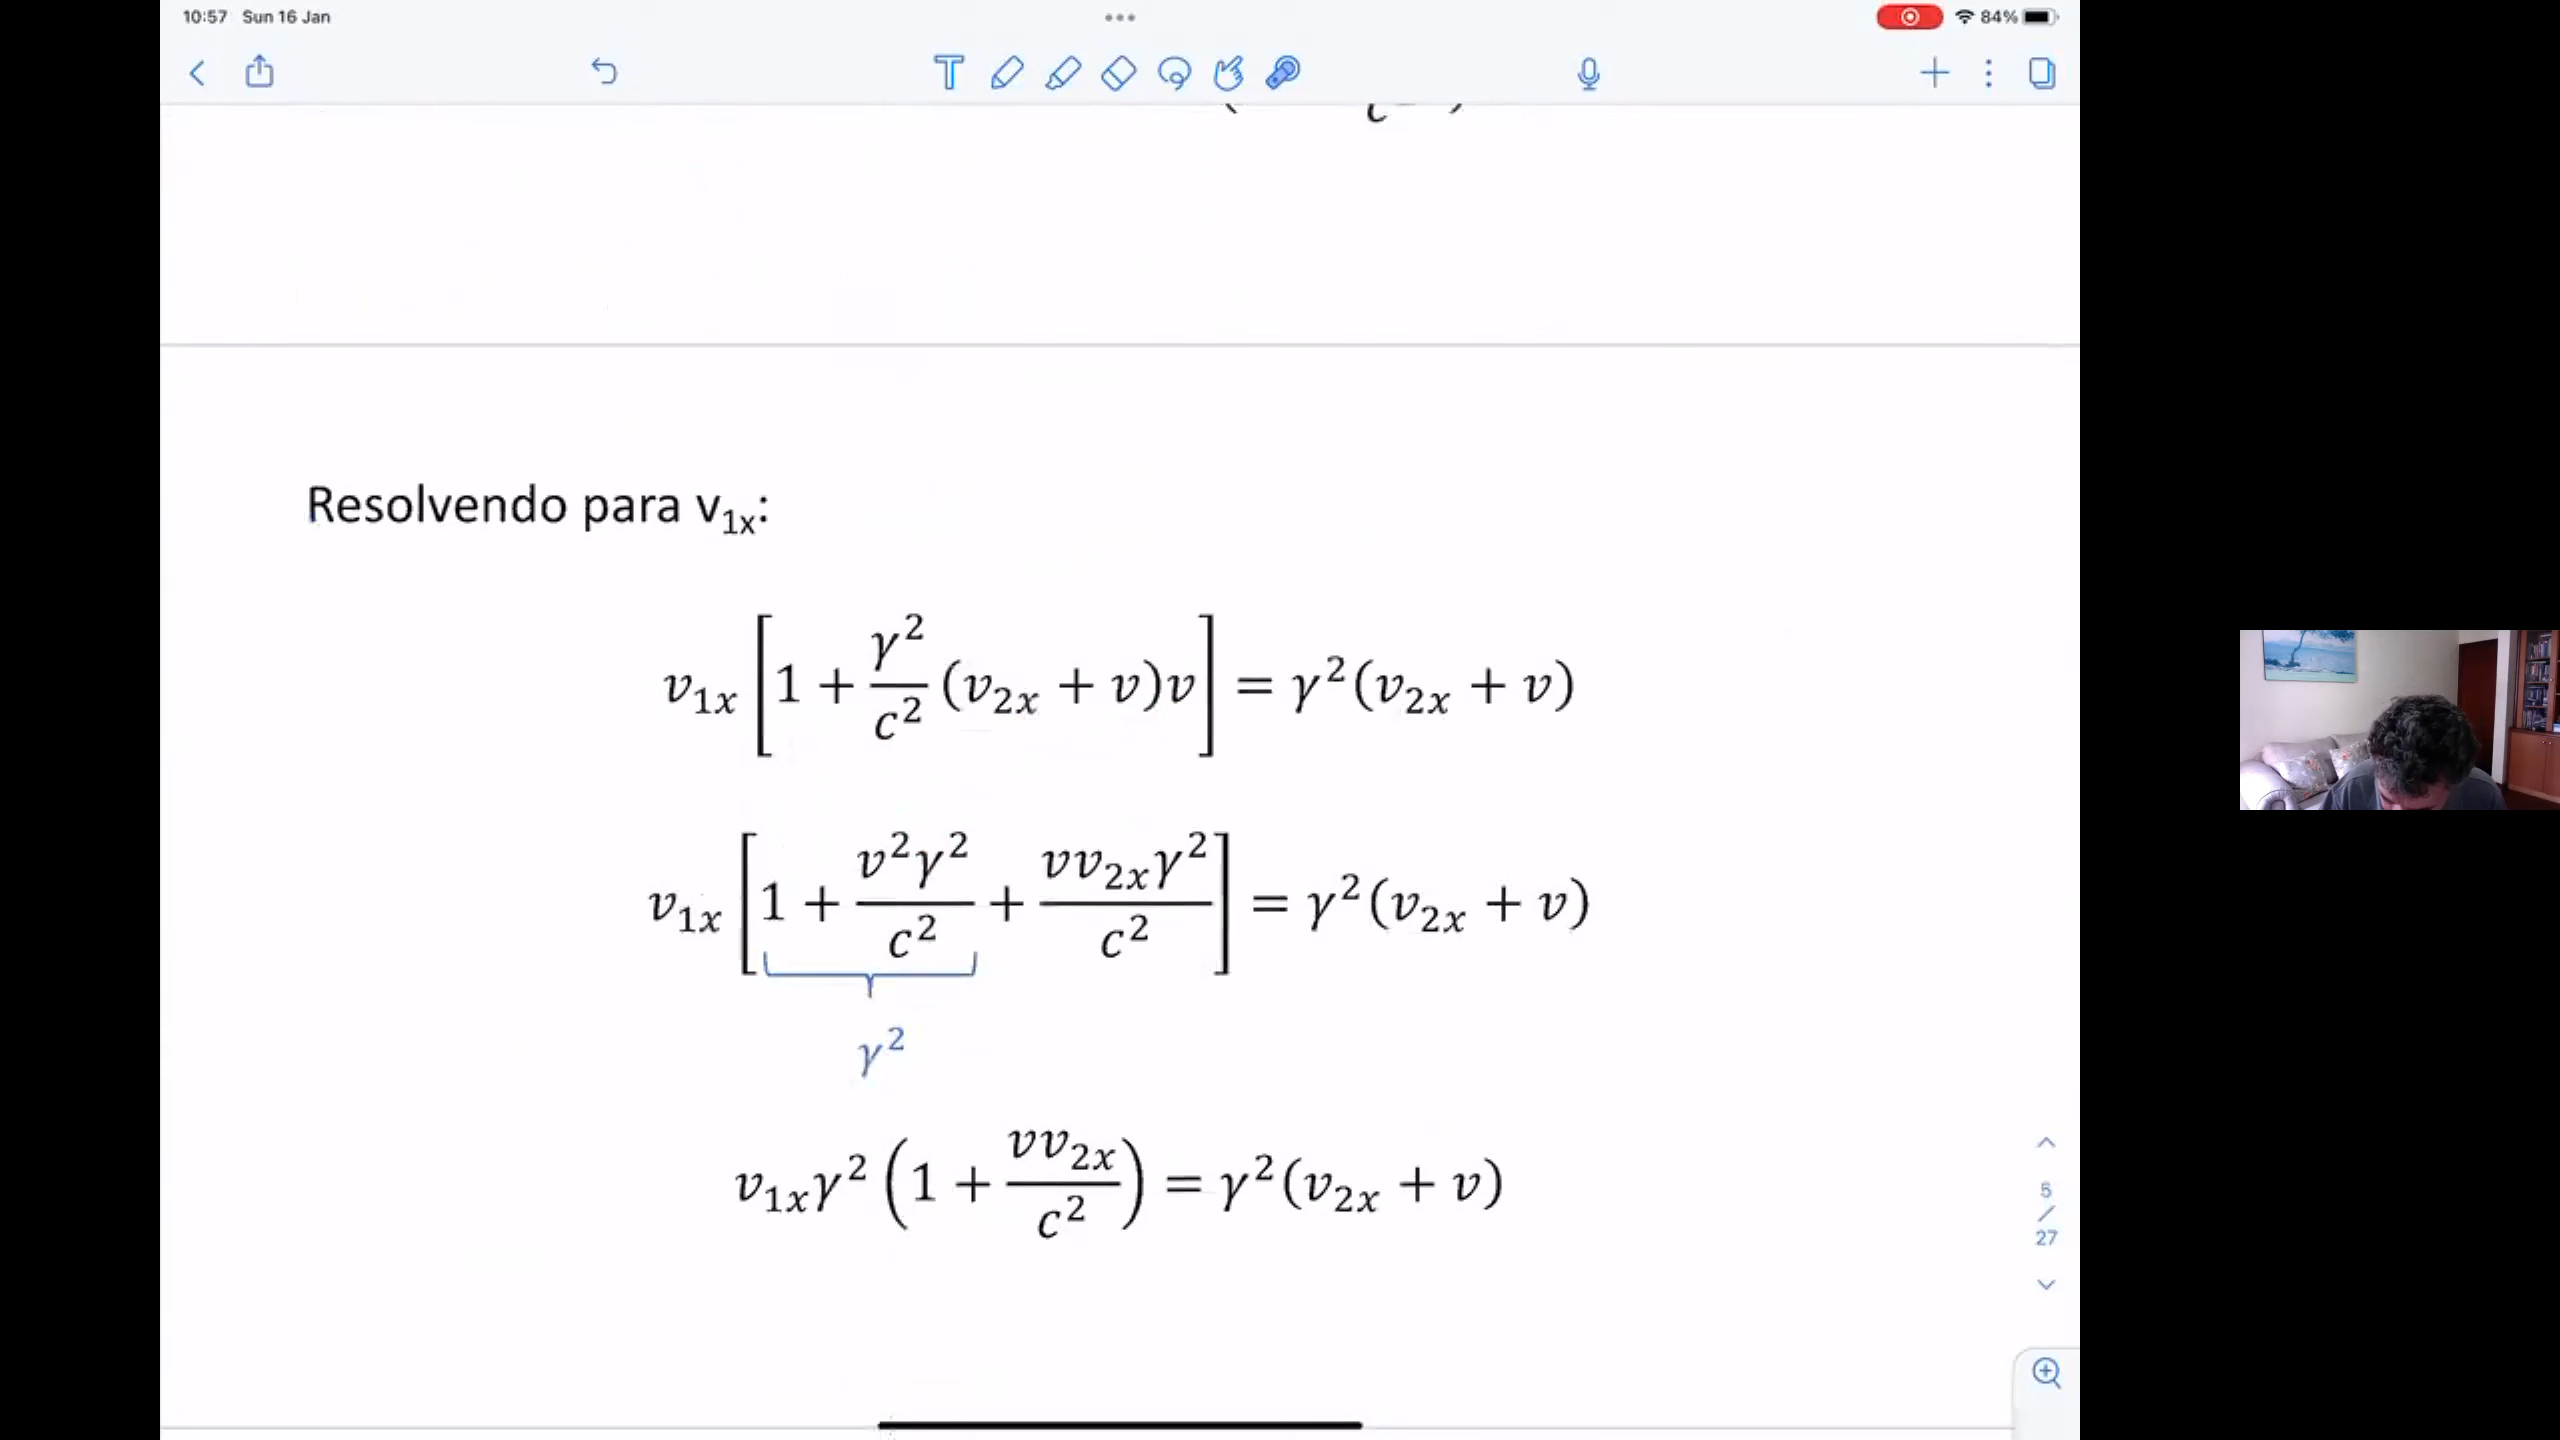 10:57 Sun 16 Jan
84%
c
Resolvendo para v₁ₓ:
v₁ₓ [1 + γ²/c² (v₂ₓ + v)v] = γ²(v₂ₓ + v)
v₁ₓ [1 + v²γ²/c² + vv₂ₓγ²/c²] = γ²(v₂ₓ + v)
γ²
v₁ₓγ² (1 + vv₂ₓ/c²) = γ²(v₂ₓ + v)
5
/
27